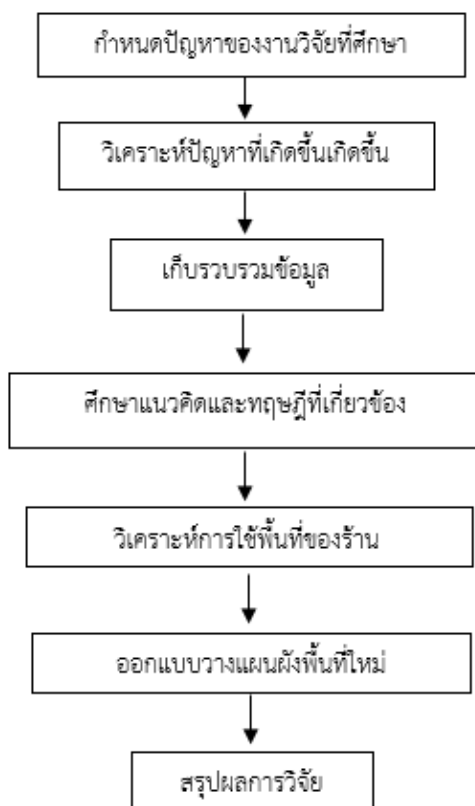 กำหนดปัญหาของงานวิจัยที่ศึกษา
วิเคราะห์ปัญหาที่เกิดขึ้นเกิดขึ้น
เก็บรวบรวมข้อมูล
ศึกษาแนวคิดและทฤษฎีที่เกี่ยวข้อง
วิเคราะห์การใช้พื้นที่ของร้าน
ออกแบบวางแผนผังพื้นที่ใหม่
สรุปผลการวิจัย